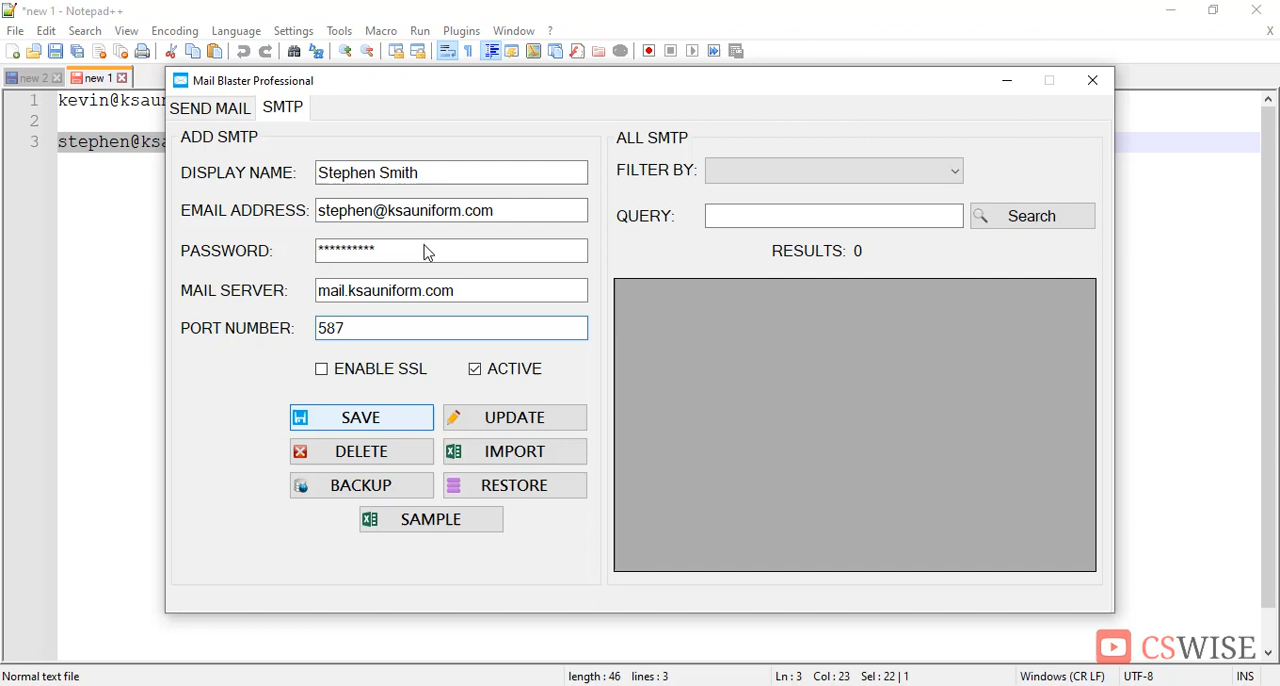 *new 1 - Notepad++
File Edit Search View Encoding Language Settings Tools Macro Run Plugins Window ? X
new 2 new 1
1 kevin@ksaun
2
3 stephen@ksa
Mail Blaster Professional
SEND MAIL SMTP
ADD SMTP
DISPLAY NAME: Stephen Smith
EMAIL ADDRESS: stephen@ksauniform.com
PASSWORD: **********
MAIL SERVER: mail.ksauniform.com
PORT NUMBER: 587
ENABLE SSL ACTIVE
SAVE UPDATE
DELETE IMPORT
BACKUP RESTORE
SAMPLE
ALL SMTP
FILTER BY:
QUERY: Search
RESULTS: 0
CSWISE
Normal text file length : 46 lines : 3 Ln : 3 Col : 23 Sel : 22 | 1 Windows (CR LF) UTF-8 INS